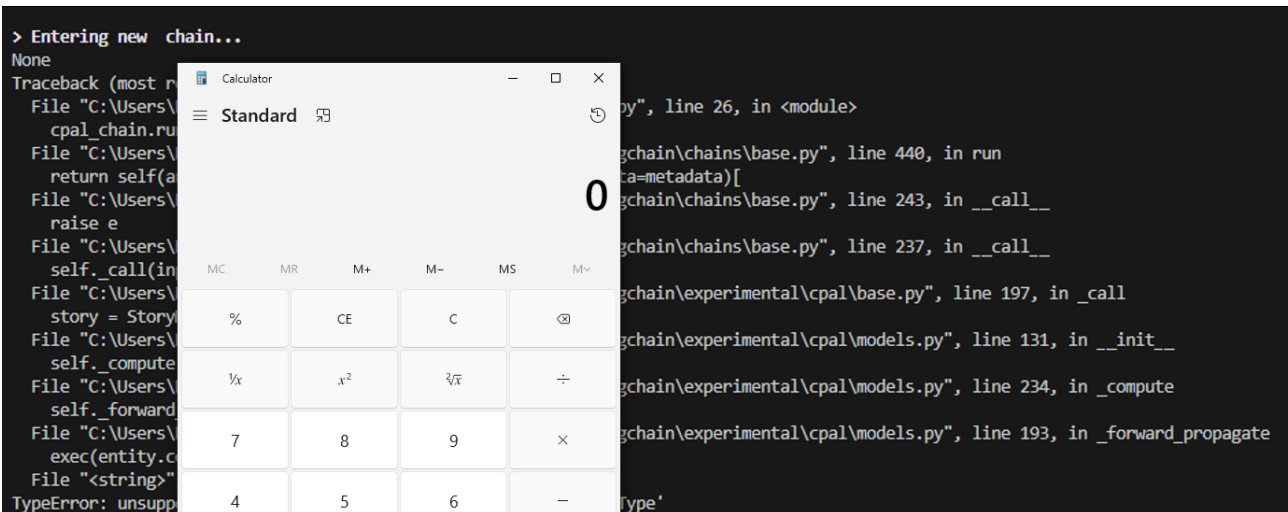 > Entering new  chain...
None
Traceback (most r
Calculator
File "C:\Users\
py", line 26, in <module>
Standard
cpal_chain.ru
File "C:\Users\
gchain\chains\base.py", line 440, in run
return self(a
ta=metadata)[
0
File "C:\Users\
gchain\chains\base.py", line 243, in __call__
raise e
File "C:\Users\
gchain\chains\base.py", line 237, in __call__
self._call(in
MC MR M+ M- MS M
File "C:\Users\
gchain\experimental\cpal\base.py", line 197, in _call
story = Story
% CE C
File "C:\Users\
gchain\experimental\cpal\models.py", line 131, in __init__
self._compute
File "C:\Users\
gchain\experimental\cpal\models.py", line 234, in _compute
¹/x x² ²√x ÷
self._forward_
File "C:\Users\
gchain\experimental\cpal\models.py", line 193, in _forward_propagate
7 8 9 ×
exec(entity.c
File "<string>"
4 5 6 −
TypeError: unsupp
Type'